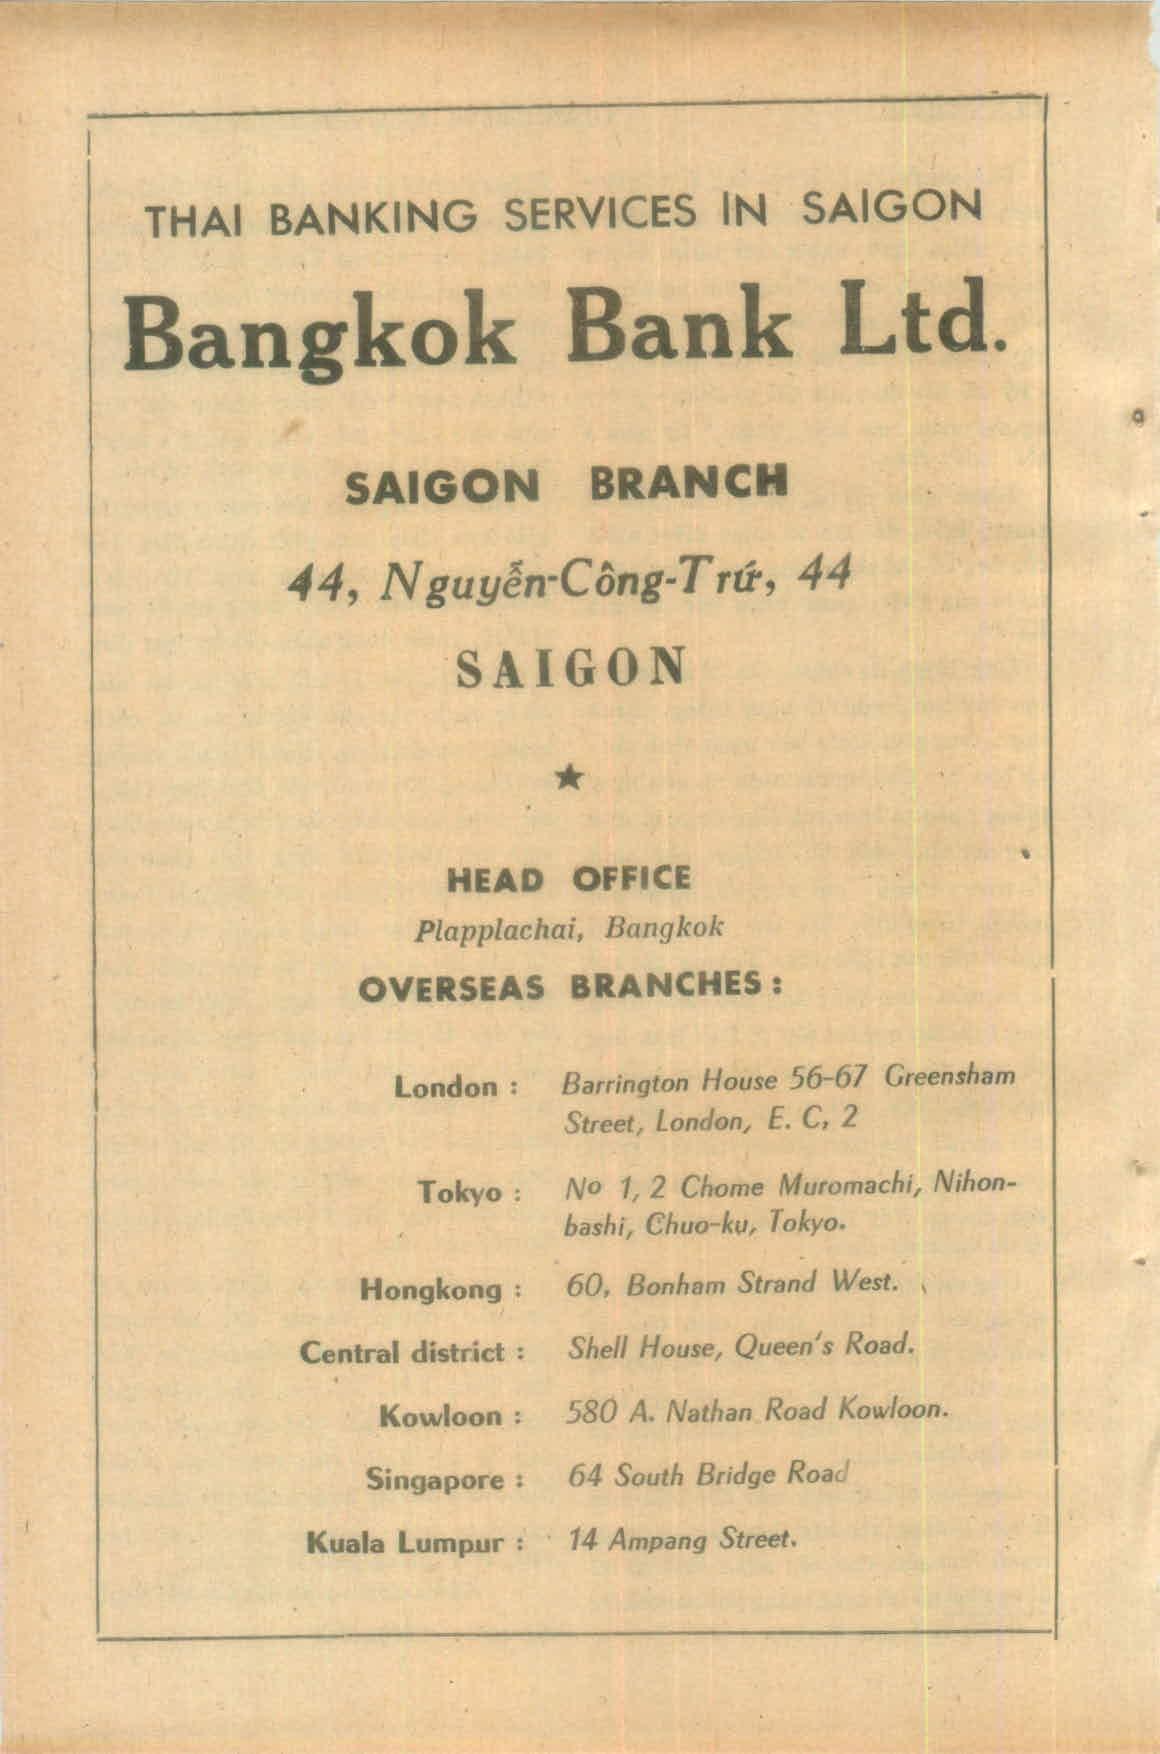 THAI BANKING SERVICES IN SAIGON
Bangkok Bank Ltd.
SAIGON BRANCH
44, Nguyễn-Công-Trứ, 44
SAIGON
★
HEAD OFFICE
Plapplachai, Bangkok
OVERSEAS BRANCHES :
London : Barrington House 56-67 Greensham
Street, London, E. C, 2
Tokyo : No 1, 2 Chome Muromachi, Nihon-
bashi, Chuo-ku, Tokyo.
Hongkong : 60, Bonham Strand West.
Central district : Shell House, Queen's Road.
Kowloon : 580 A. Nathan Road Kowloon.
Singapore : 64 South Bridge Road
Kuala Lumpur : 14 Ampang Street.